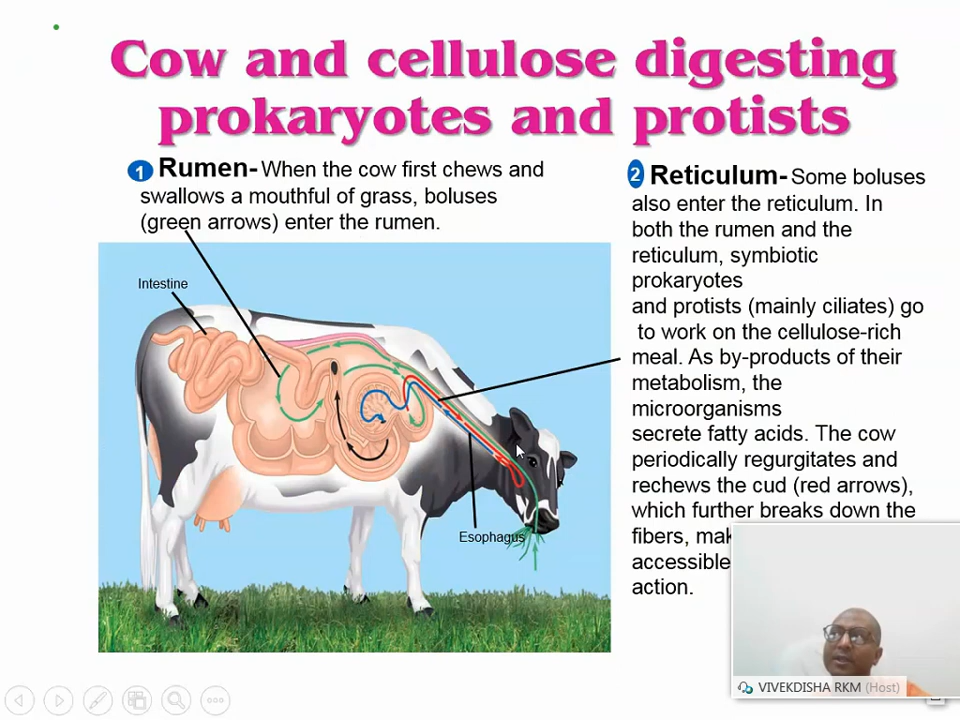 Cow and cellulose digesting
prokaryotes and protists
1 Rumen- When the cow first chews and
swallows a mouthful of grass, boluses
(green arrows) enter the rumen.
2 Reticulum- Some boluses
also enter the reticulum. In
both the rumen and the
reticulum, symbiotic
prokaryotes
and protists (mainly ciliates) go
to work on the cellulose-rich
meal. As by-products of their
metabolism, the
microorganisms
secrete fatty acids. The cow
periodically regurgitates and
rechews the cud (red arrows),
which further breaks down the
fibers,
accessible
action.
Intestine
Esophagus
VIVEKDISHA RKM (Host)